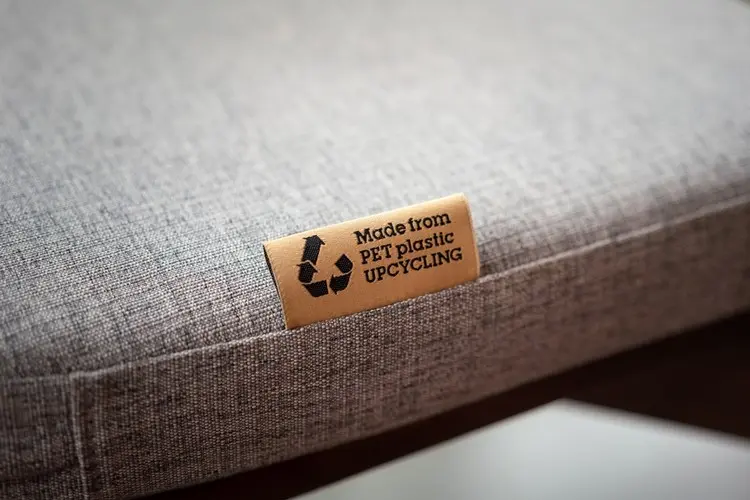 Made from
PET plastic
UPCYCLING